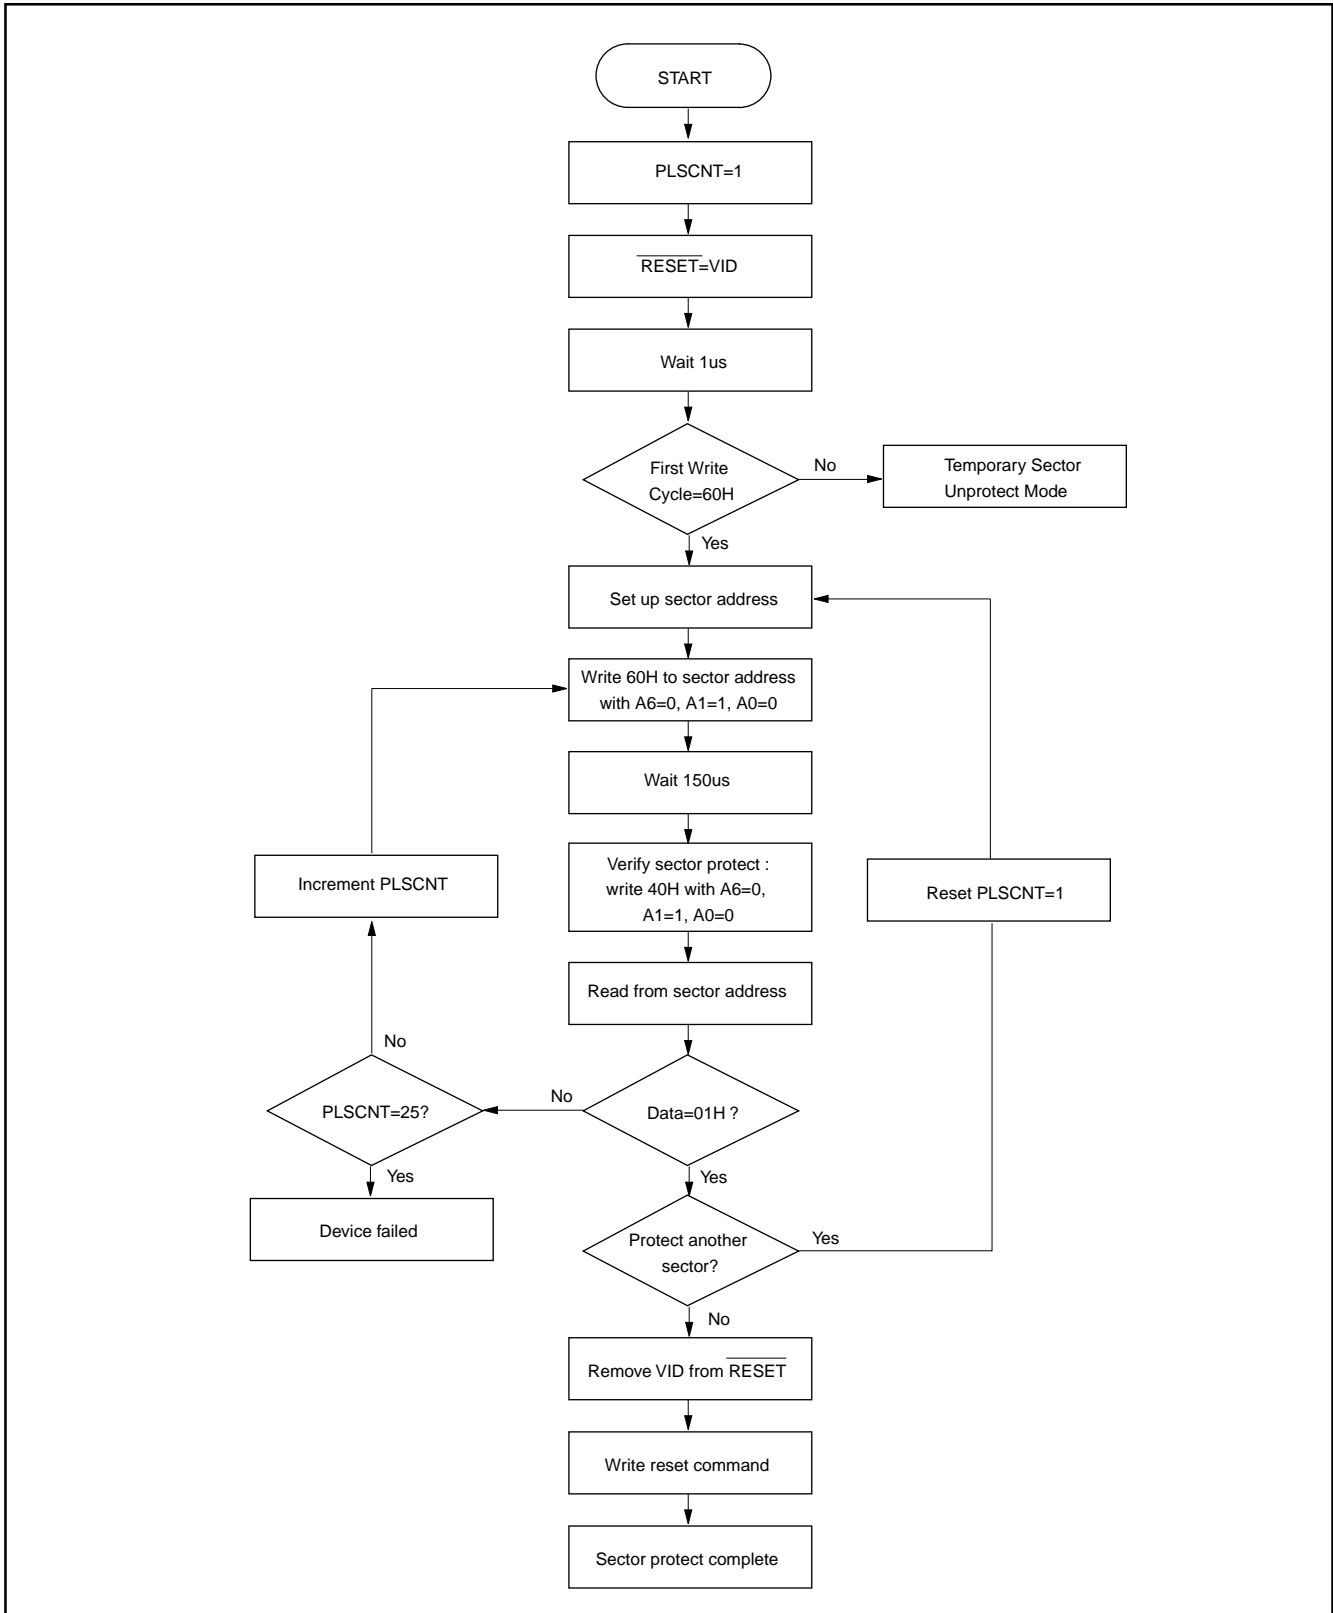 START
PLSCNT=1
RESET=VID
Wait 1us
First Write
Cycle=60H
No
Temporary Sector
Unprotect Mode
Yes
Set up sector address
Write 60H to sector address
with A6=0, A1=1, A0=0
Wait 150us
Increment PLSCNT
Verify sector protect :
write 40H with A6=0,
A1=1, A0=0
Reset PLSCNT=1
Read from sector address
No
PLSCNT=25?
No
Data=01H ?
Yes
Yes
Device failed
Protect another
sector?
Yes
No
Remove VID from RESET
Write reset command
Sector protect complete